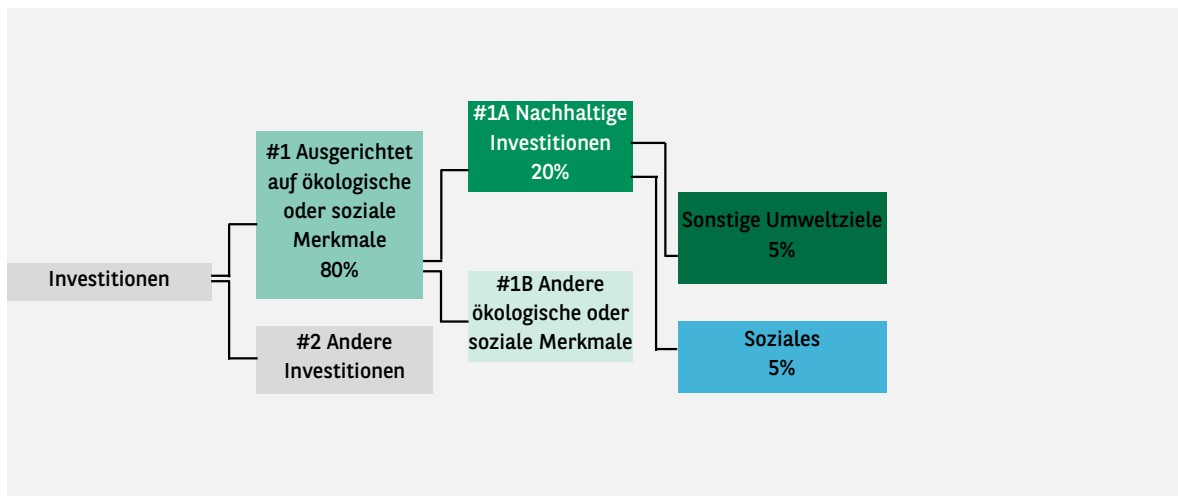 Investitionen
#1 Ausgerichtet
auf ökologische
oder soziale
Merkmale
80%
#2 Andere
Investitionen
#1A Nachhaltige
Investitionen
20%
#1B Andere
ökologische oder
soziale Merkmale
Sonstige Umweltziele
5%
Soziales
5%